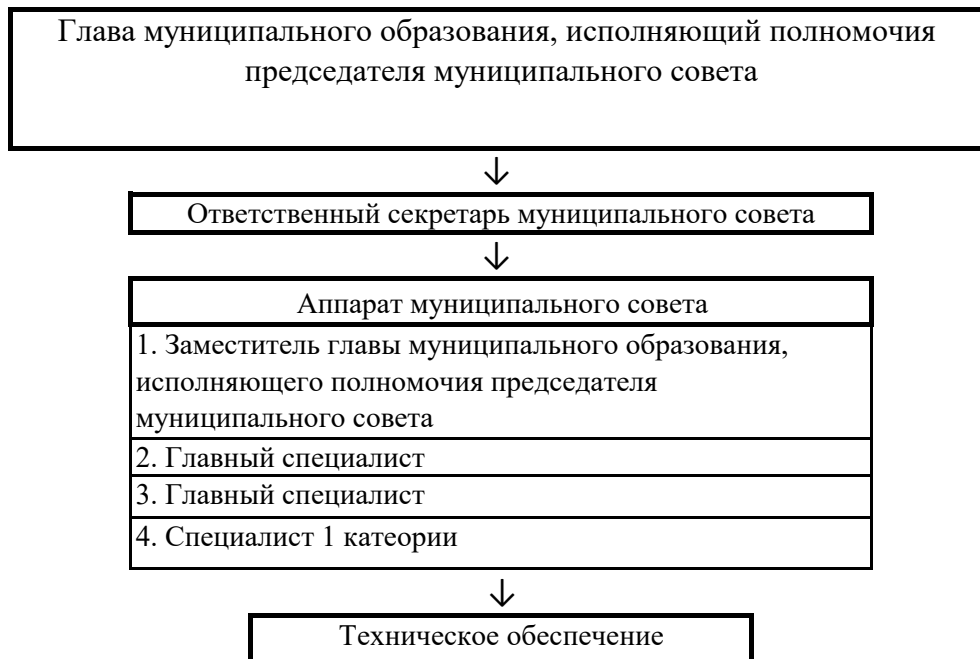 Глава муниципального образования, исполняющий полномочия
председателя муниципального совета
Ответственный секретарь муниципального совета
Аппарат муниципального совета
1. Заместитель главы муниципального образования,
исполняющего полномочия председателя
муниципального совета
2. Главный специалист
3. Главный специалист
4. Специалист 1 катеории
Техническое обеспечение